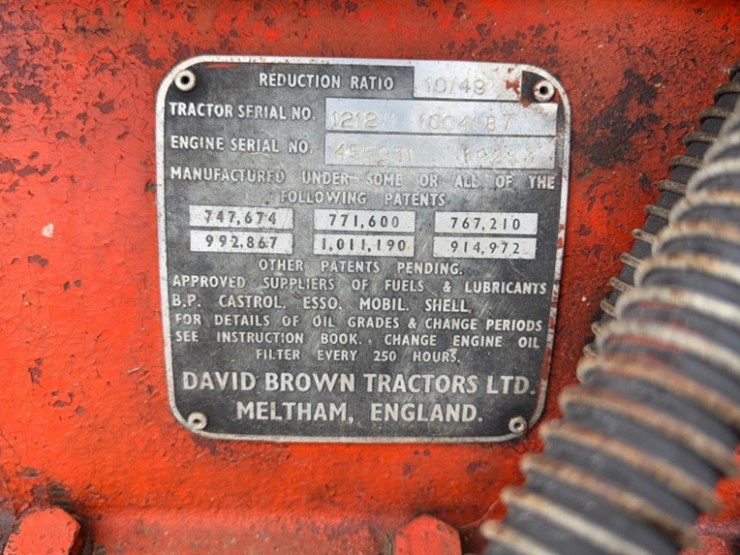 REDUCTION RATIO 10/49
TRACTOR SERIAL NO. 1212
ENGINE SERIAL NO.
MANUFACTURED UNDER SOME OR ALL OF THE
FOLLOWING PATENTS
747,674 771,600 767,210
992,867 1,011,190 914,972
OTHER PATENTS PENDING.
APPROVED SUPPLIERS OF FUELS & LUBRICANTS
B.P. CASTROL. ESSO. MOBIL. SHELL.
FOR DETAILS OF OIL GRADES & CHANGE PERIODS
SEE INSTRUCTION BOOK. CHANGE ENGINE OIL
FILTER EVERY 250 HOURS.
DAVID BROWN TRACTORS LTD.
MELTHAM, ENGLAND.